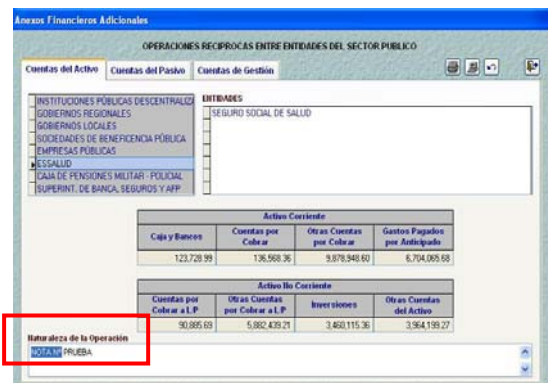 Anexos Financieros Adicionales
OPERACIONES RECIPROCAS ENTRE ENTIDADES DEL SECTOR PUBLICO
Cuentas del Activo Cuentas del Pasivo Cuentas de Gestión
INSTITUCIONES PÚBLICAS DESCENTRALIZ
GOBIERNOS REGIONALES
GOBIERNOS LOCALES
SOCIEDADES DE BENEFICENCIA PÚBLICA
EMPRESAS PÚBLICAS
ESSALUD
CAJA DE PENSIONES MILITAR - POLICIAL
SUPERINT. DE BANCA, SEGUROS Y AFP
ENTIDADES
SEGURO SOCIAL DE SALUD
Activo Corriente
Caja y Bancos Cuentas por Cobrar Otras Cuentas por Cobrar Gastos Pagados por Anticipado
123,728.99 136,568.36 9,878,948.60 6,704,065.68
Activo No Corriente
Cuentas por Cobrar a L.P Otras Cuentas por Cobrar a L.P Inversiones Otras Cuentas del Activo
90,885.69 5,882,439.21 3,460,115.36 3,964,199.27
Naturaleza de la Operación
NOTA Nº PRUEBA